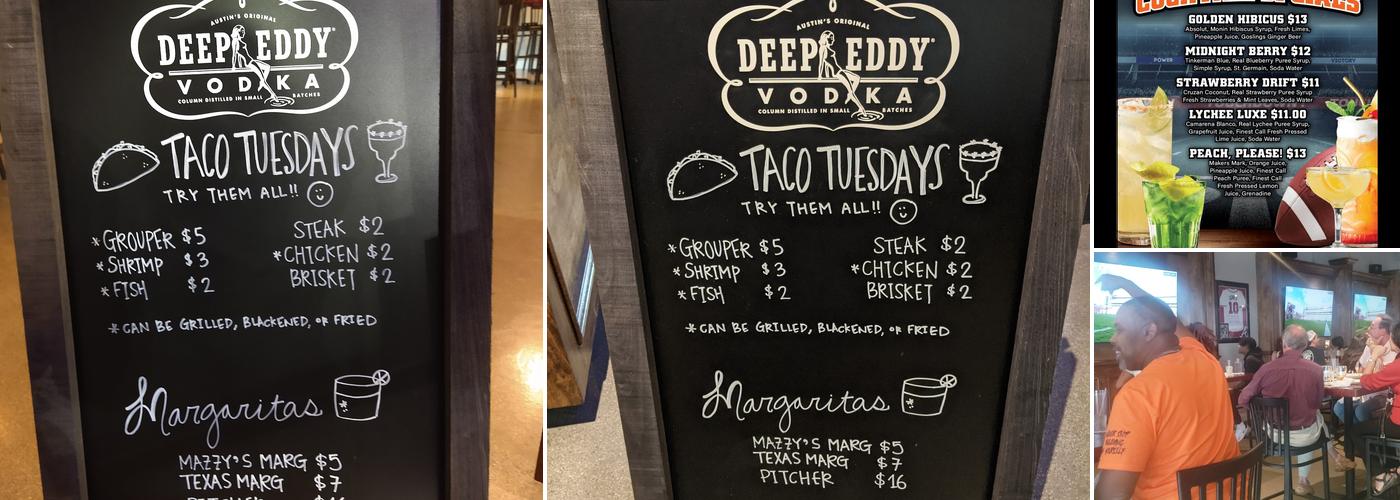 AUSTIN'S ORIGINAL
DEEP EDDY
VODKA
COLUMN DISTILLED IN SMALL BATCHES
TACO TUESDAYS
TRY THEM ALL!!
*GROUPER $5
*SHRIMP $3
*FISH $2
STEAK $2
*CHICKEN $2
BRISKET $2
*CAN BE GRILLED, BLACKENED, OR FRIED
Margaritas
MAZZY'S MARG $5
TEXAS MARG $7
AUSTIN'S ORIGINAL
DEEP EDDY
VODKA
COLUMN DISTILLED IN SMALL BATCHES
TACO TUESDAYS
TRY THEM ALL!!
*GROUPER $5
*SHRIMP $3
*FISH $2
STEAK $2
*CHICKEN $2
BRISKET $2
*CAN BE GRILLED, BLACKENED, OR FRIED
Margaritas
MAZZY'S MARG $5
TEXAS MARG $7
PITCHER $16
GOLDEN HIBICUS $13
Absolut, Monin Hibiscus Syrup, Fresh Limes,
Pineapple Juice, Goslings Ginger Beer
MIDNIGHT BERRY $12
Tinkerman Blue, Real Blueberry Puree Syrup,
Simple Syrup, St. Germain, Soda Water
POWER
VICTORY
STRAWBERRY DRIFT $11
Cruzan Coconut, Real Strawberry Puree Syrup
Fresh Strawberries & Mint Leaves, Soda Water
LYCHEE LUXE $11.00
Camarena Blanco, Real Lychee Puree Syrup,
Grapefruit Juice, Finest Call Fresh Pressed
Lime Juice, Soda Water
PEACH, PLEASE! $13
Makers Mark, Orange Juice,
Pineapple Juice, Finest Call
Peach Puree, Finest Call
Fresh Pressed Lemon
Juice, Grenadine
10